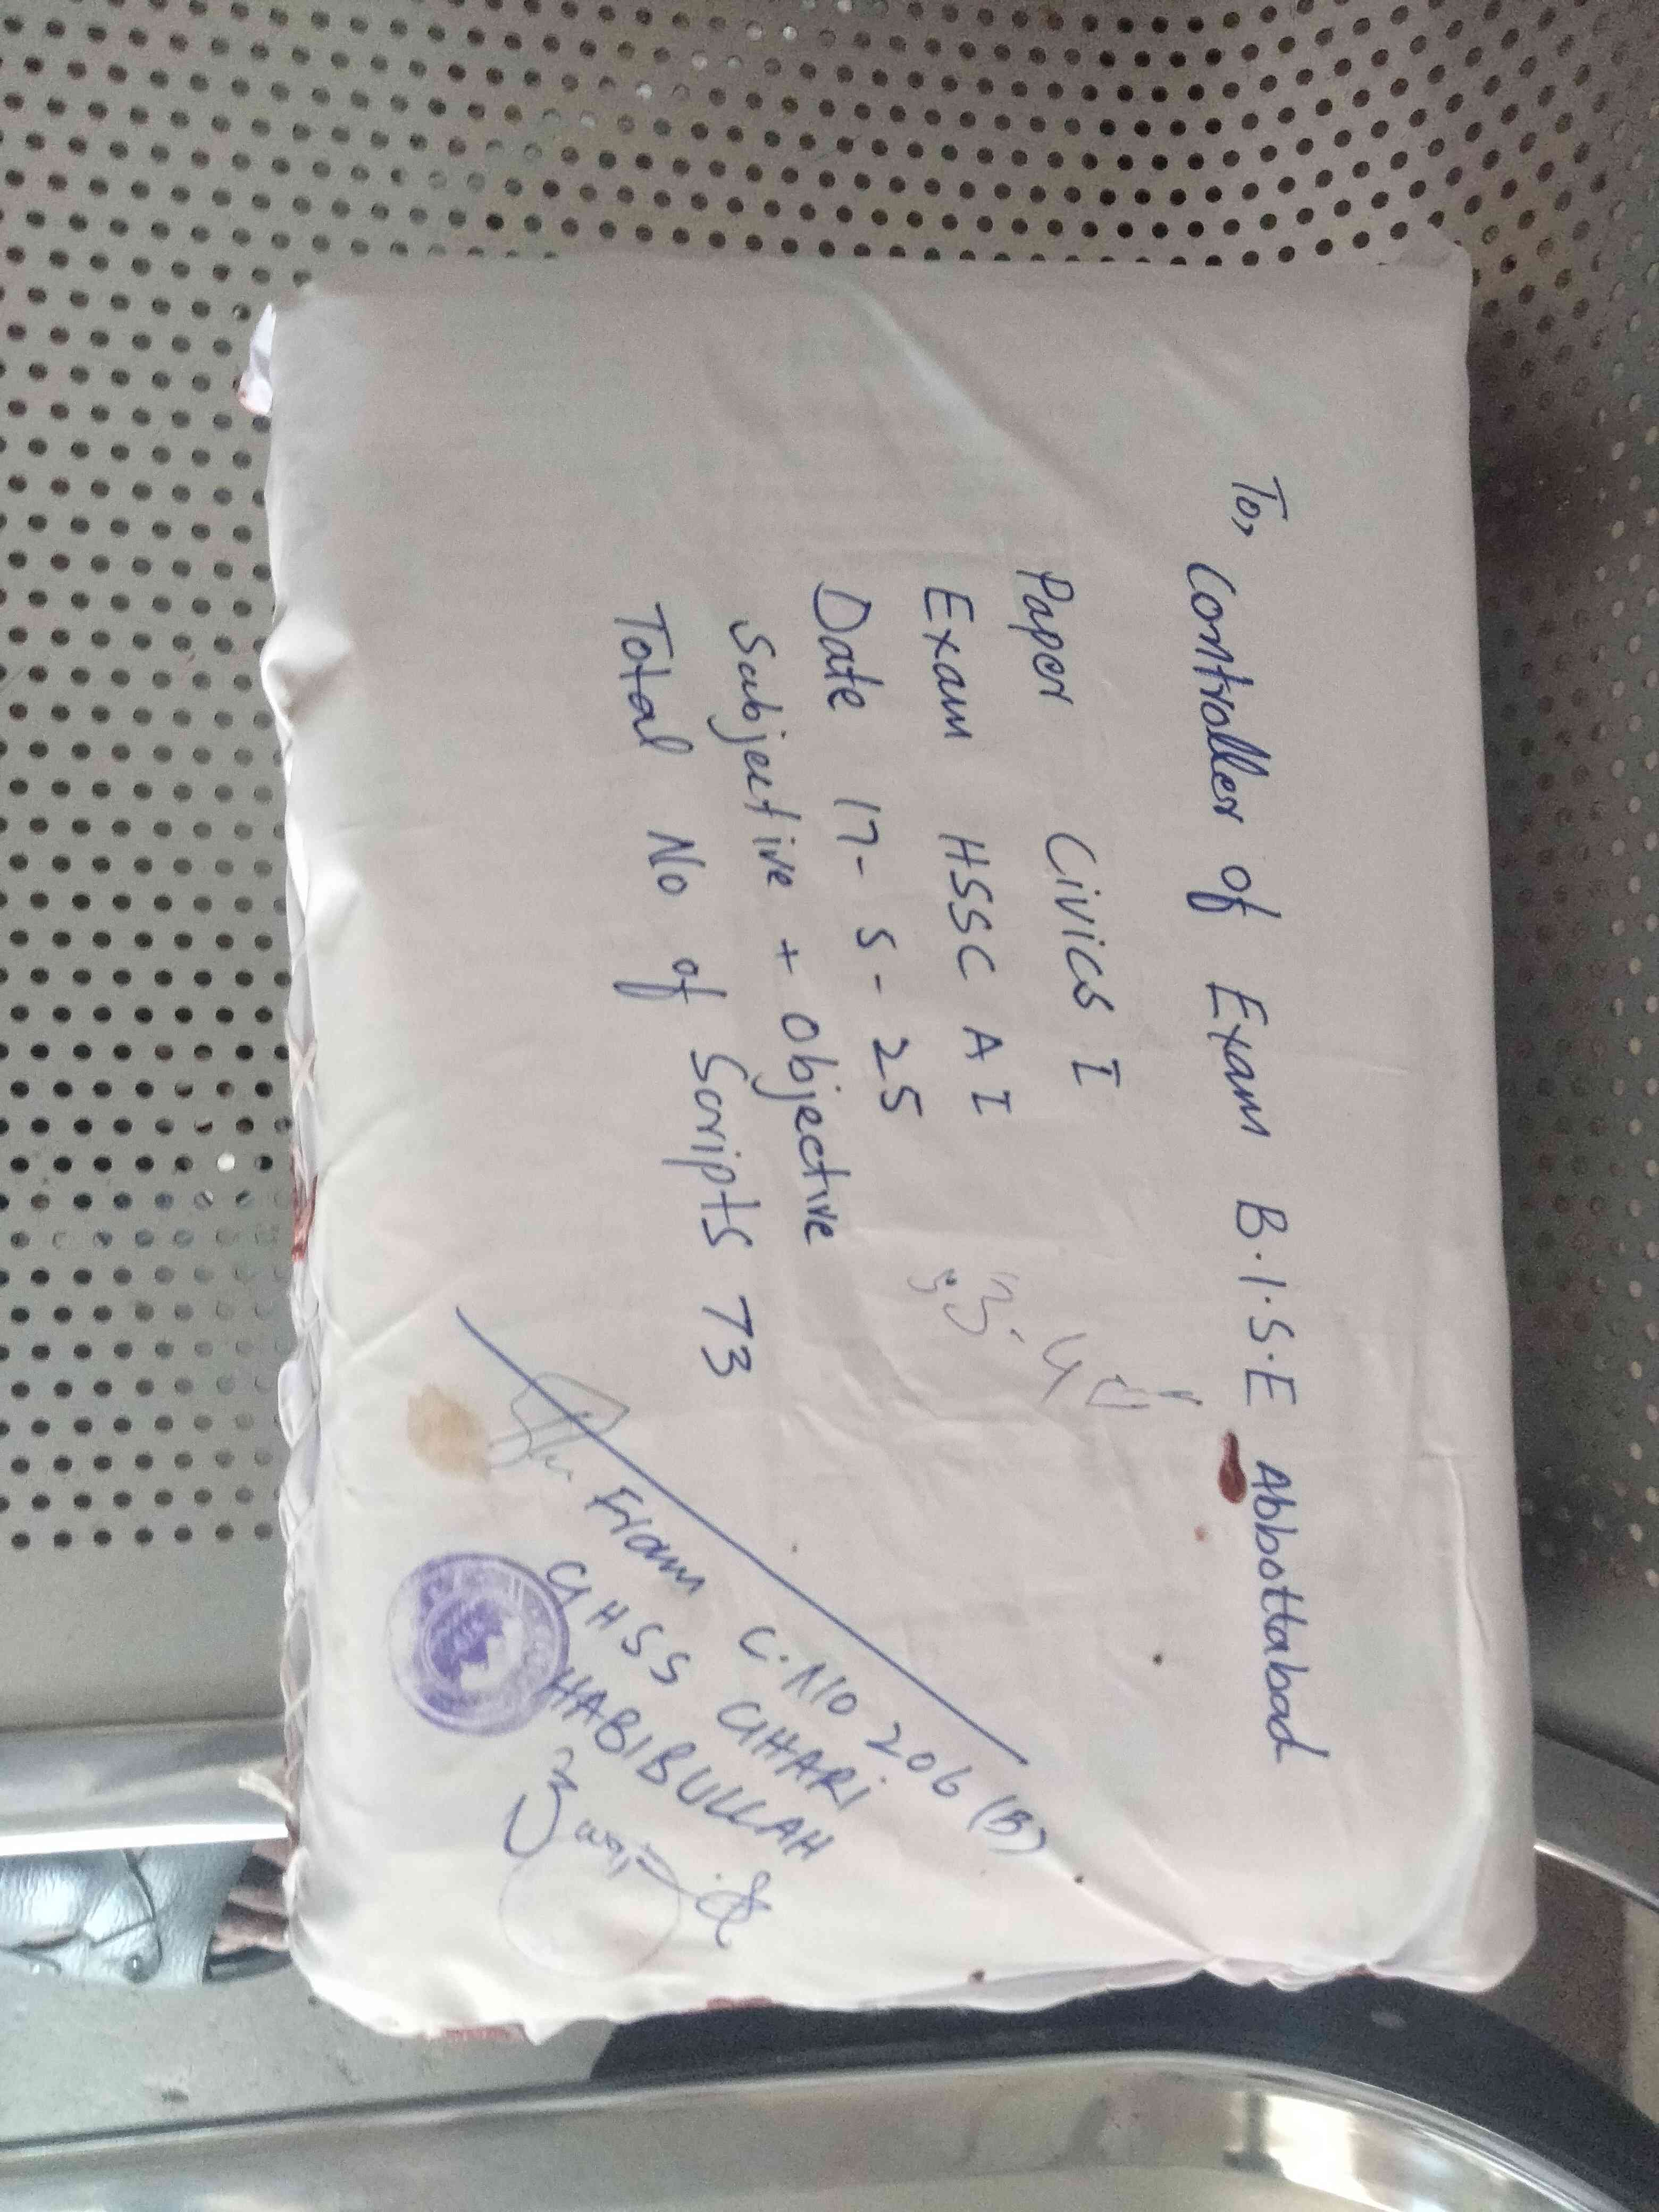 To, Controller of Exam B.I.S.E Abbottabad
Paper Civics I
Exam HSSC A I
Date 17-5-25
Subjective + Objective
Total No of Scripts 73
From C.No 206 (B)
GHSS GHARI
HABIBULLAH